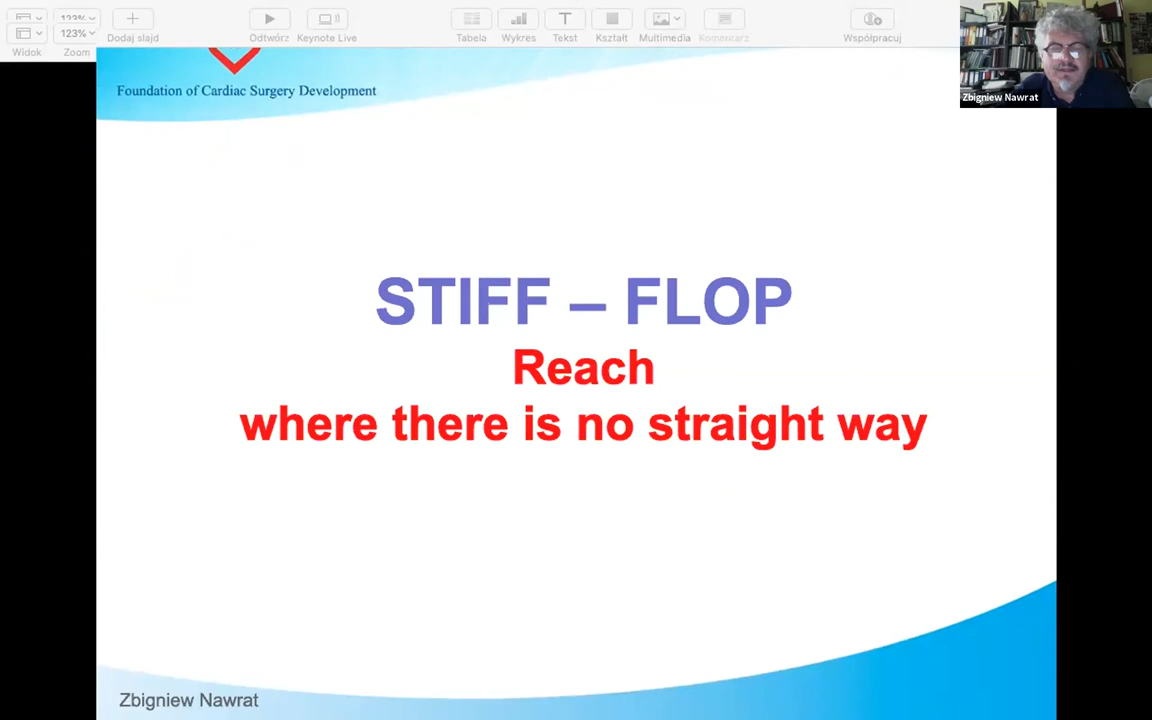 123%
123%
Widok
Zoom
Dodaj slajd
Odtwórz
Keynote Live
Tabela
Wykres
Tekst
Kształt
Multimedia
Komentarz
Współpracuj
Zbigniew Nawrat
Foundation of Cardiac Surgery Development
STIFF – FLOP
Reach
where there is no straight way
Zbigniew Nawrat